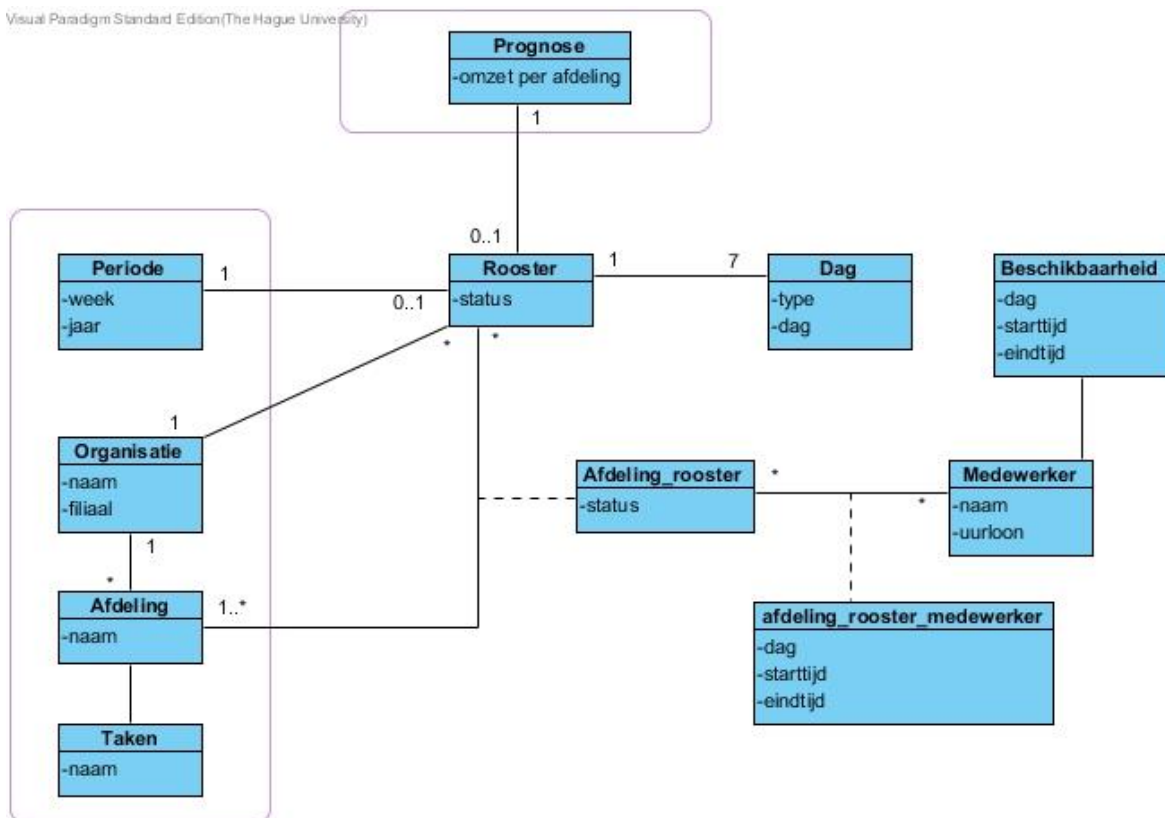 Visual Paradigm Standard Edition(The Hague University)
Prognose
-omzet per afdeling
1
0..1
Periode
-week
-jaar
1
0..1
Rooster
-status
1
7
Dag
-type
-dag
Beschikbaarheid
-dag
-starttijd
-eindtijd
*
*
1
Organisatie
-naam
-filiaal
1
*
Afdeling
-naam
1..*
Taken
-naam
Afdeling_rooster
-status
*
*
Medewerker
-naam
-uurloon
afdeling_rooster_medewerker
-dag
-starttijd
-eindtijd